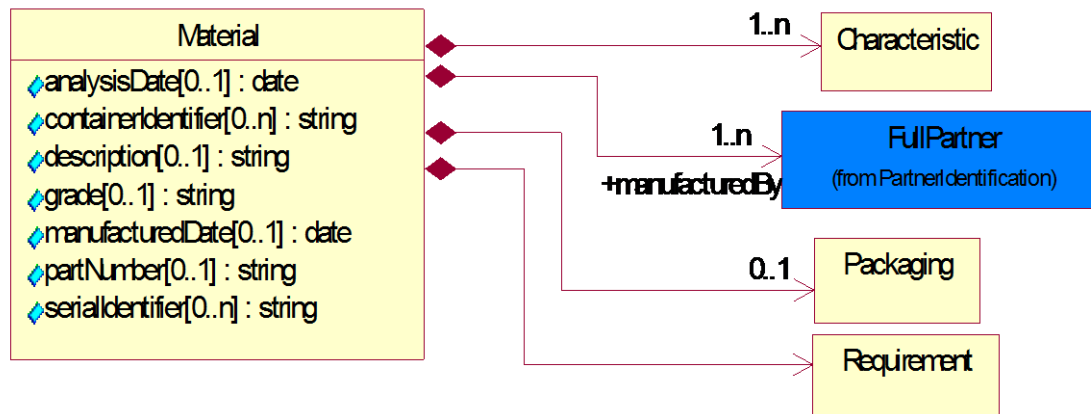 Material
analysisDate[0..1] : date
containerIdentifier[0..n] : string
description[0..1] : string
grade[0..1] : string
manufacturedDate[0..1] : date
partNumber[0..1] : string
serialIdentifier[0..n] : string
1..n
Characteristic
1..n
+manufacturedBy
FullPartner
(from PartnerIdentification)
0..1
Packaging
Requirement